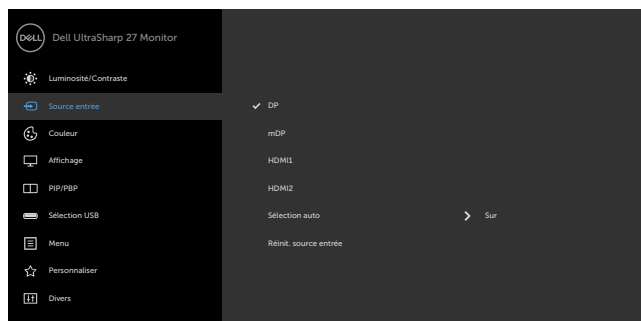 DELL Dell UltraSharp 27 Monitor
Luminosité/Contraste
Source entrée DP
Couleur mDP
Affichage HDMI1
PIP/PBP HDMI2
Sélection USB Sélection auto Sur
Menu Réinit. source entrée
Personnaliser
Divers